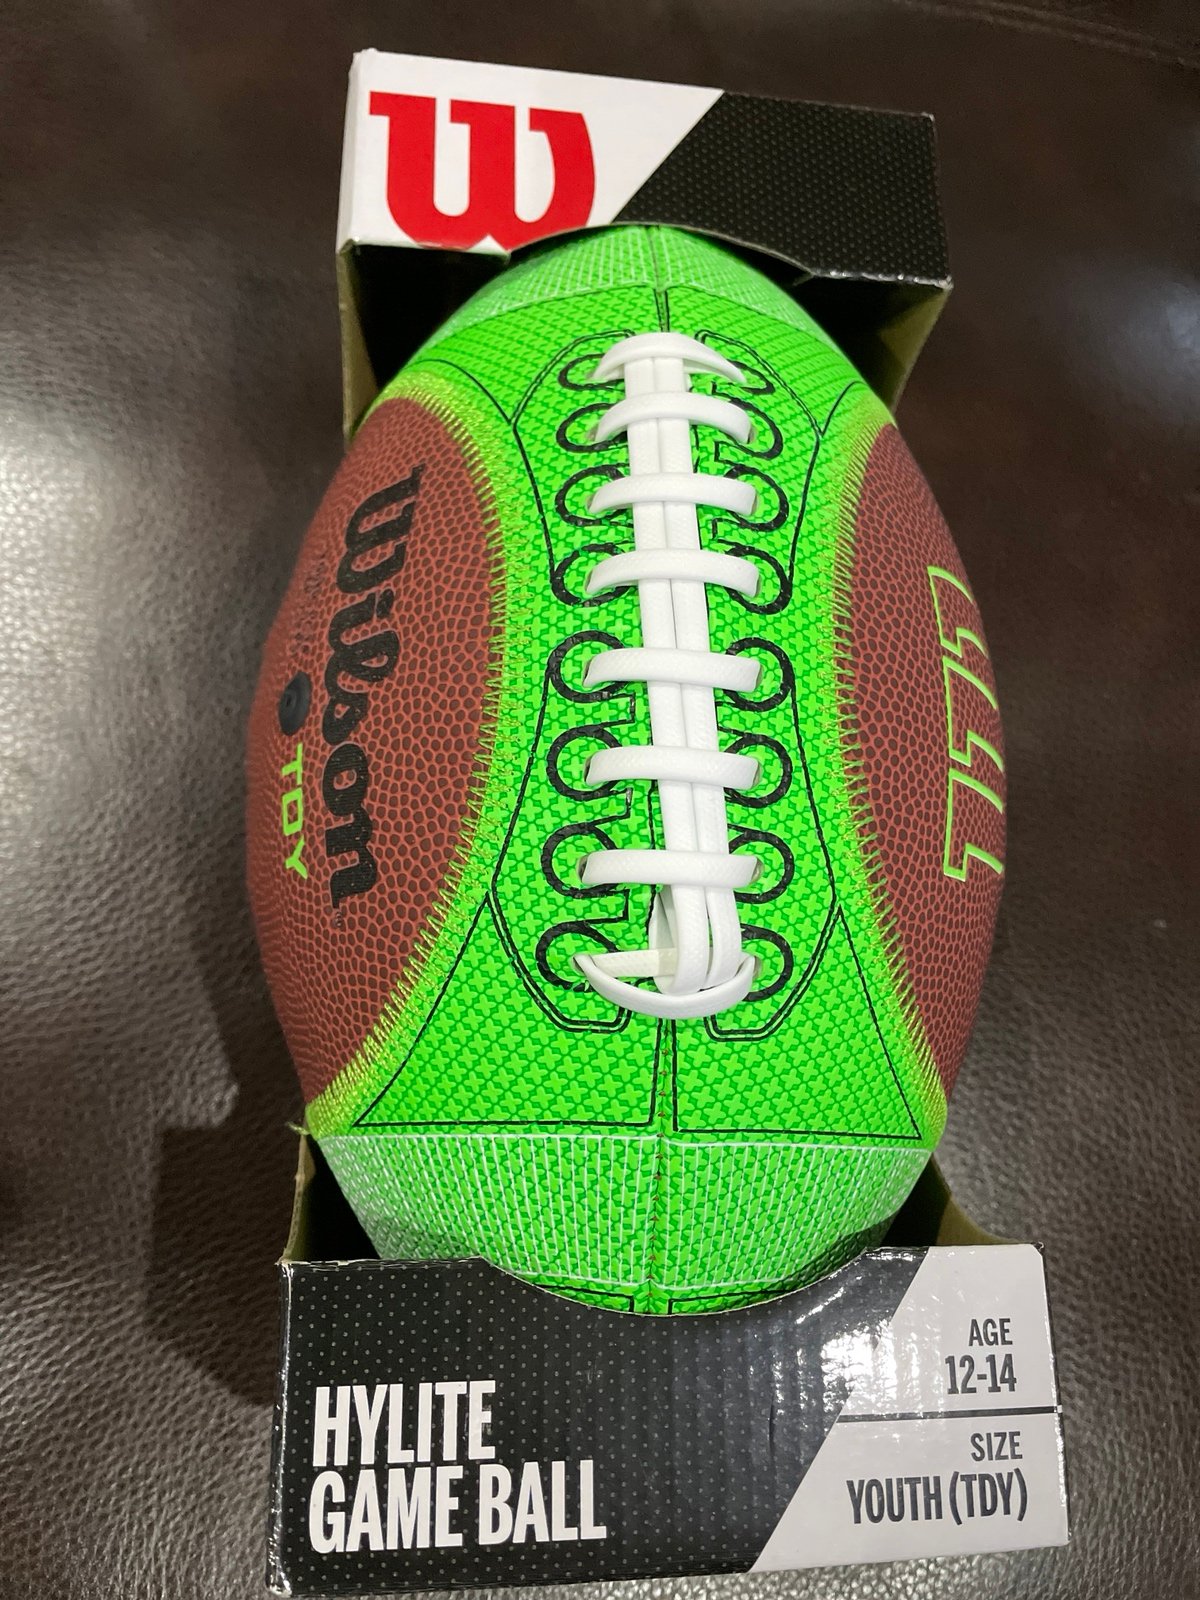 W
Wilson
TDY
HYLITE
GAME BALL
AGE
12-14
SIZE
YOUTH (TDY)